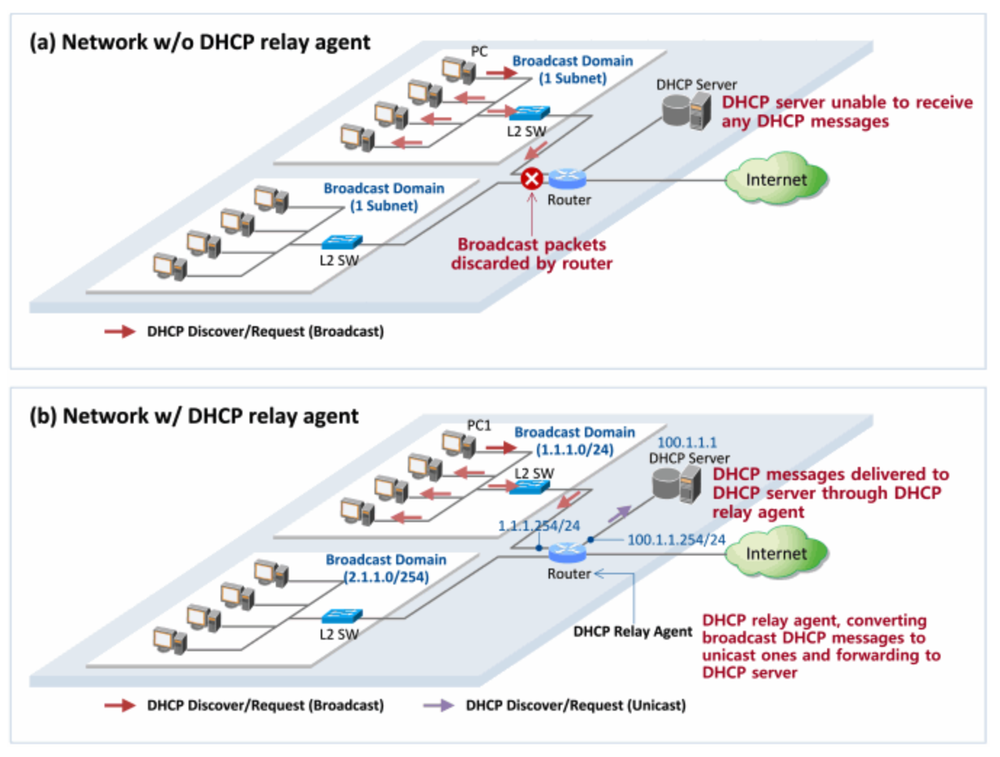 (a) Network w/o DHCP relay agent
PC
Broadcast Domain
(1 Subnet)
L2 SW
DHCP Server
DHCP server unable to receive
any DHCP messages
Internet
Router
Broadcast packets
discarded by router
Broadcast Domain
(1 Subnet)
L2 SW
DHCP Discover/Request (Broadcast)
(b) Network w/ DHCP relay agent
PC1
Broadcast Domain
(1.1.1.0/24)
L2 SW
100.1.1.1
DHCP Server
DHCP messages delivered to
DHCP server through DHCP
relay agent
1.1.1.254/24
100.1.1.254/24
Internet
Router
Broadcast Domain
(2.1.1.0/254)
L2 SW
DHCP Relay Agent
DHCP relay agent, converting
broadcast DHCP messages to
unicast ones and forwarding to
DHCP server
DHCP Discover/Request (Broadcast)
DHCP Discover/Request (Unicast)